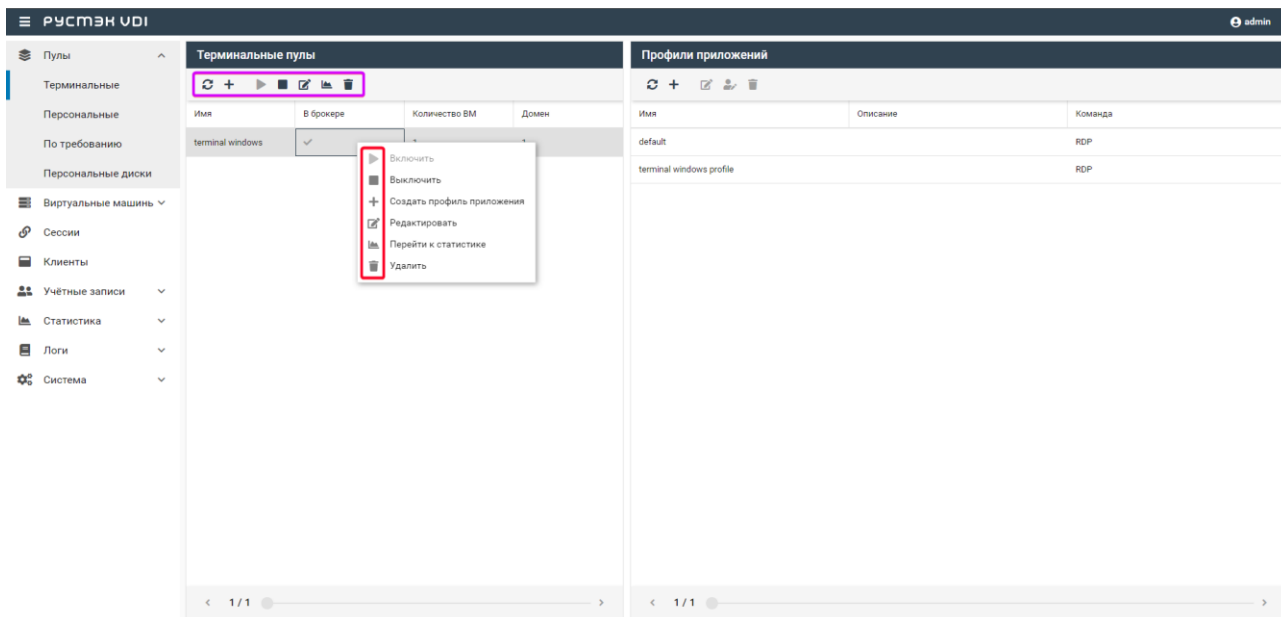 РУСТЭК VDI
admin
Пулы
Терминальные
Персональные
По требованию
Персональные диски
Виртуальные машинь
Сессии
Клиенты
Учётные записи
Статистика
Логи
Система
Терминальные пулы
Имя В брокере Количество ВМ Домен
terminal windows
Включить
Выключить
Создать профиль приложения
Редактировать
Перейти к статистике
Удалить
1 / 1
Профили приложений
Имя Описание Команда
default RDP
terminal windows profile RDP
1 / 1